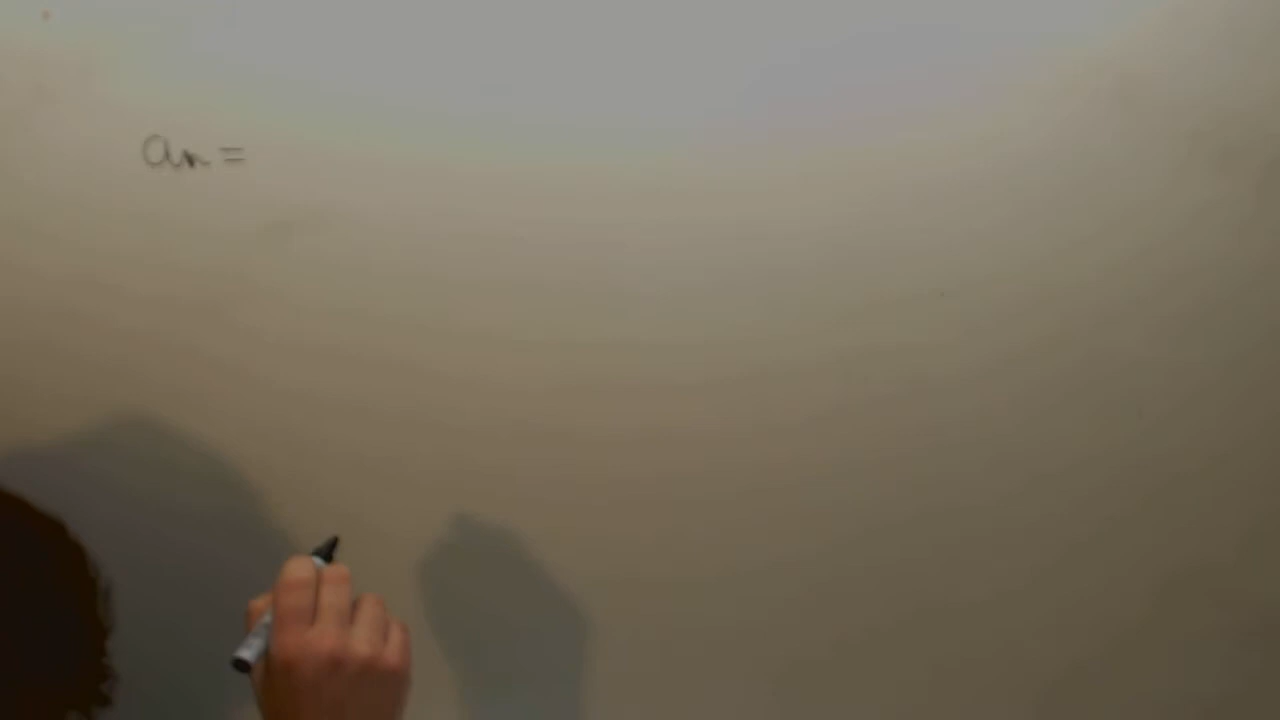 an =